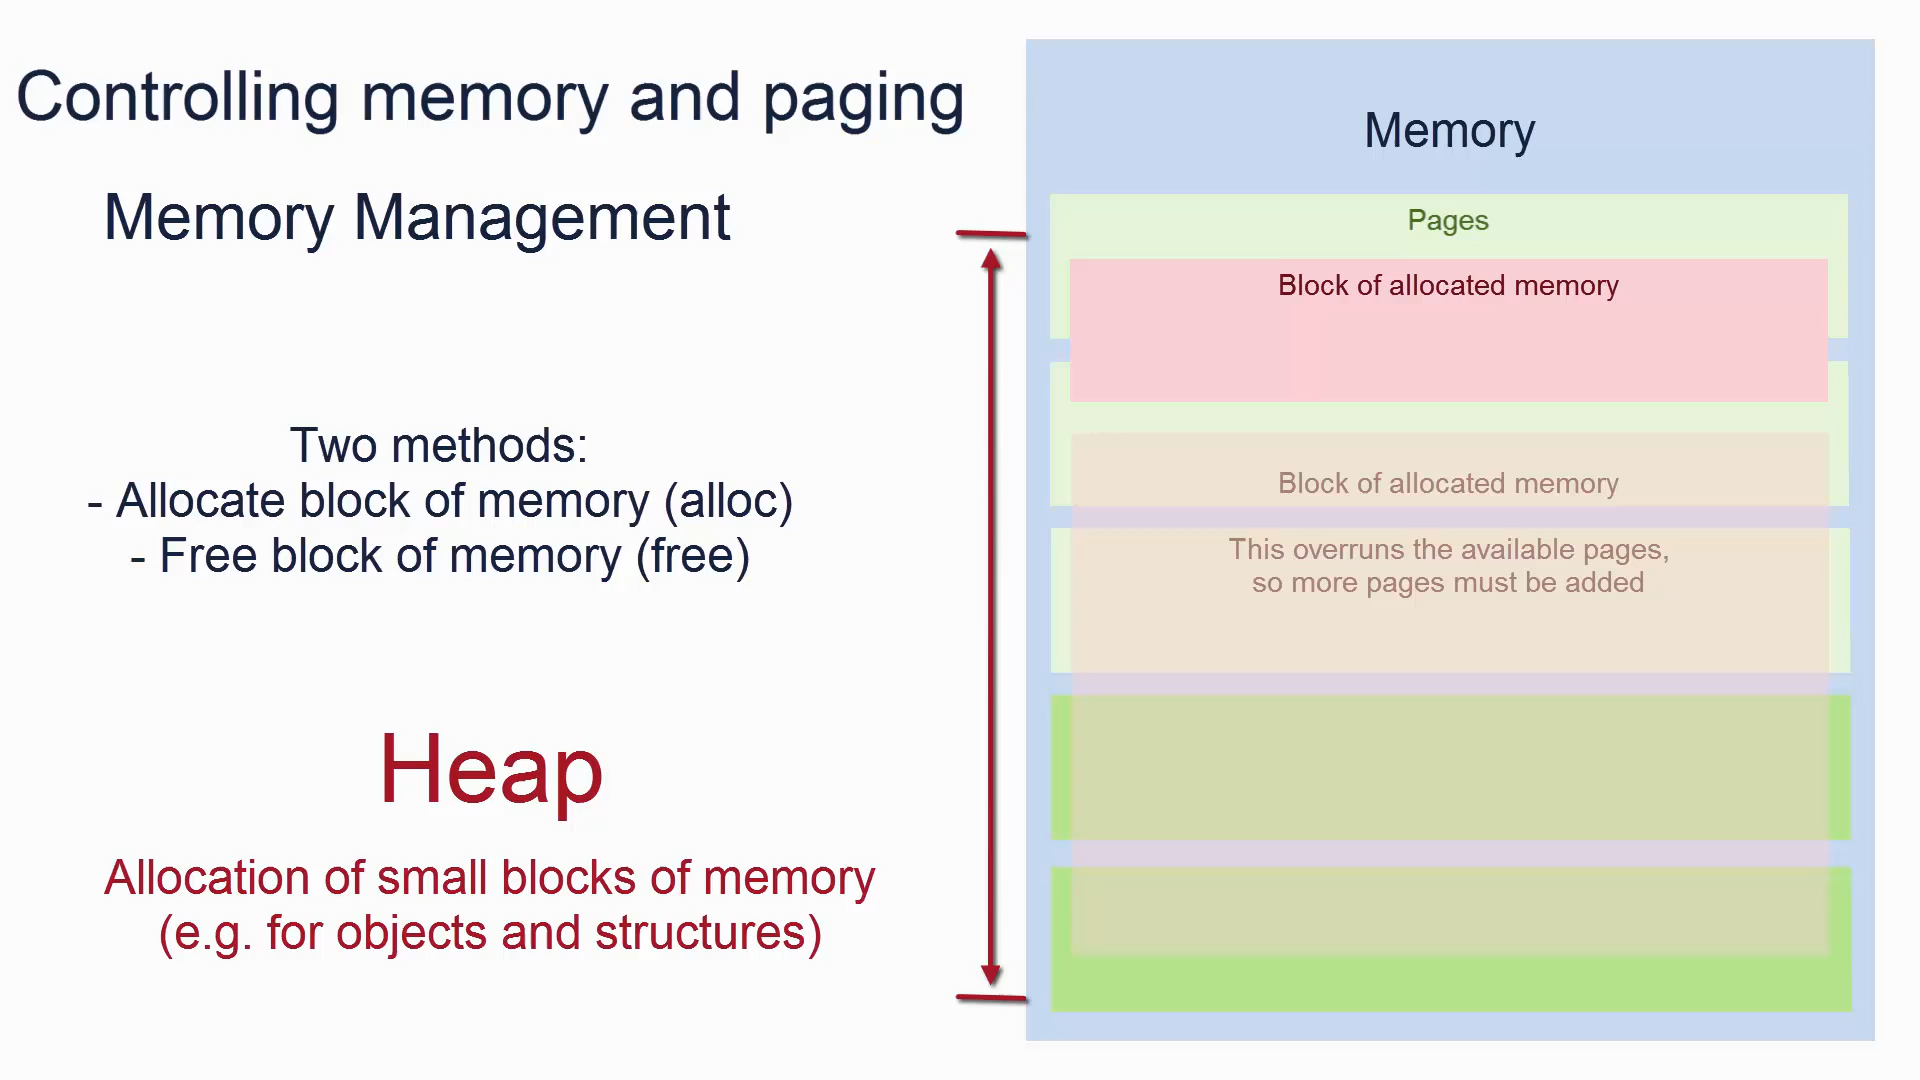 Controlling memory and paging
Memory Management
Two methods:
- Allocate block of memory (alloc)
- Free block of memory (free)
Heap
Allocation of small blocks of memory
(e.g. for objects and structures)
Memory
Pages
Block of allocated memory
Block of allocated memory
This overruns the available pages,
so more pages must be added